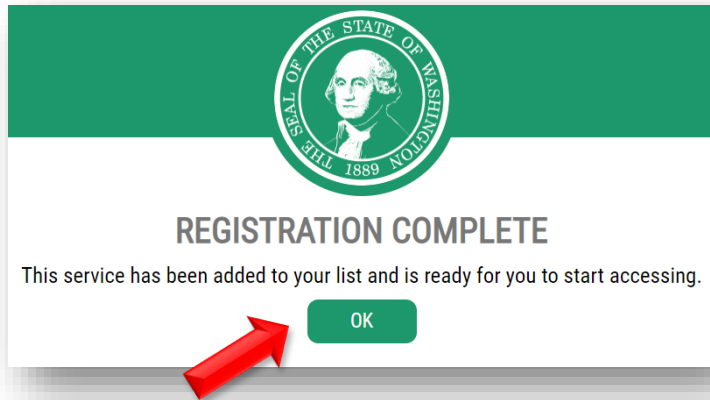 THE SEAL OF THE STATE OF WASHINGTON
1889
REGISTRATION COMPLETE
This service has been added to your list and is ready for you to start accessing.
OK